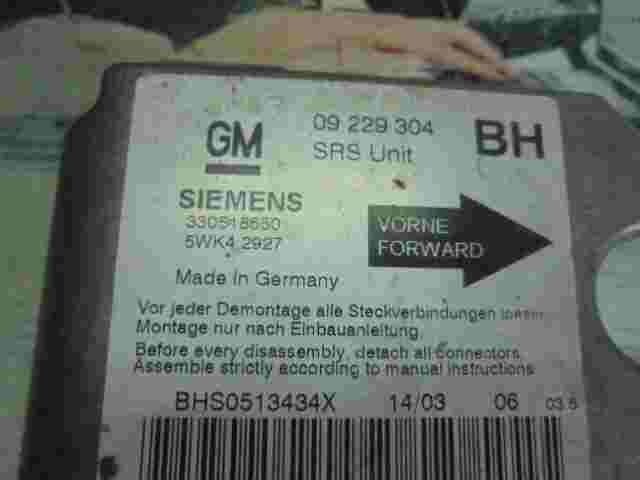 GM 09 229 304 BH
SRS Unit
SIEMENS
330518650
5WK4 2927
VORNE
FORWARD
Made in Germany
Vor jeder Demontage alle Steckverbindungen lösen.
Montage nur nach Einbauanleitung.
Before every disassembly, detach all connectors.
Assemble strictly according to manual instructions
BHS0513434X 14/03 06